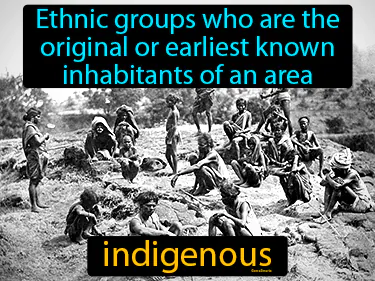 Ethnic groups who are the
original or earliest known
inhabitants of an area
indigenous